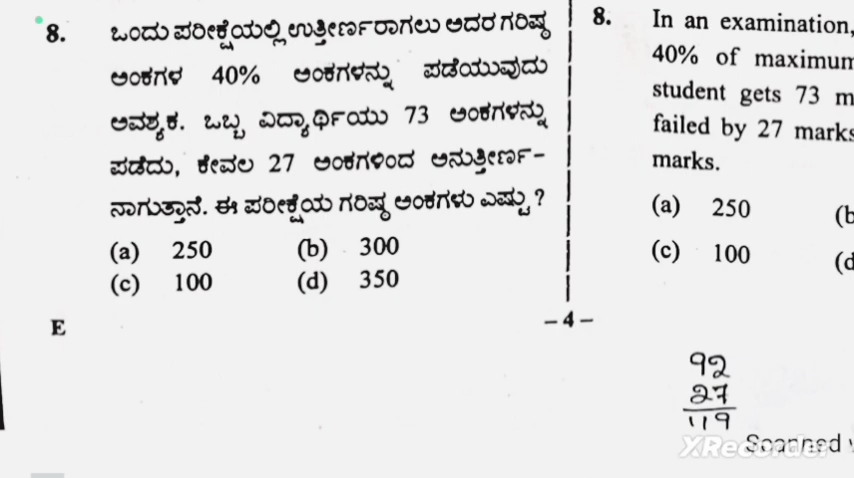 8. ಒಂದು ಪರೀಕ್ಷೆಯಲ್ಲಿ ಉತ್ತೀರ್ಣರಾಗಲು ಅದರ ಗರಿಷ್ಠ
ಅಂಕಗಳ 40% ಅಂಕಗಳನ್ನು ಪಡೆಯುವುದು
ಅವಶ್ಯಕ. ಒಬ್ಬ ವಿದ್ಯಾರ್ಥಿಯು 73 ಅಂಕಗಳನ್ನು
ಪಡೆದು, ಕೇವಲ 27 ಅಂಕಗಳಿಂದ ಅನುತ್ತೀರ್ಣ-
ನಾಗುತ್ತಾನೆ. ಈ ಪರೀಕ್ಷೆಯ ಗರಿಷ್ಠ ಅಂಕಗಳು ಎಷ್ಟು ?
(a) 250 (b) 300
(c) 100 (d) 350
E
8. In an examination,
40% of maximum
student gets 73 m
failed by 27 marks
marks.
(a) 250 (b
(c) 100 (d
– 4 –
92
27
119
Scanned
XRecorder